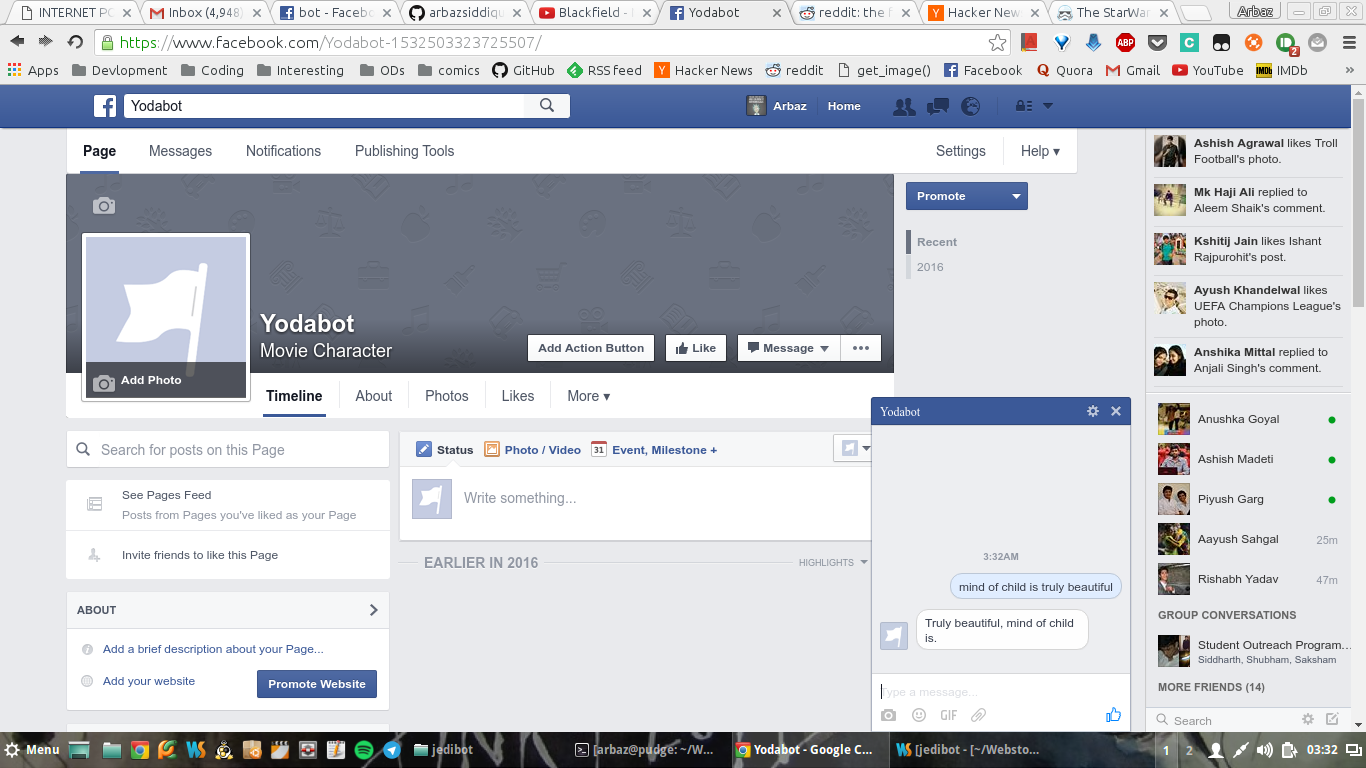 INTERNET PO
Inbox (4,948)
bot - Facebo
arbazsiddiqu
Blackfield -
Yodabot
reddit: the f
Hacker New
The StarWar
Arbaz
https://www.facebook.com/Yodabot-1532503323725507/
ABP
C
2
Apps
Devlopment
Coding
Interesting
ODs
comics
GitHub
RSS feed
Hacker News
reddit
get_image()
Facebook
Quora
Gmail
YouTube
IMDb
IMDb
»
Yodabot
Arbaz
Home
Page
Messages
Notifications
Publishing Tools
Settings
Help ▾
Promote
Recent
2016
Yodabot
Movie Character
Add Action Button
Like
Message
•••
Add Photo
Timeline
About
Photos
Likes
More ▾
Search for posts on this Page
See Pages Feed
Posts from Pages you've liked as your Page
Invite friends to like this Page
ABOUT
Add a brief description about your Page...
Add your website
Promote Website
Status
Photo / Video
31
Event, Milestone +
Write something...
EARLIER IN 2016
HIGHLIGHTS
Yodabot
3:32AM
mind of child is truly beautiful
Truly beautiful, mind of child
is.
Type a message...
GIF
Ashish Agrawal likes Troll
Football's photo.
Mk Haji Ali replied to
Aleem Shaik's comment.
Kshitij Jain likes Ishant
Rajpurohit's post.
Ayush Khandelwal likes
UEFA Champions League's
photo.
Anshika Mittal replied to
Anjali Singh's comment.
Anushka Goyal
Ashish Madeti
Piyush Garg
Aayush Sahgal
25m
Rishabh Yadav
47m
GROUP CONVERSATIONS
Student Outreach Program...
Siddharth, Shubham, Saksham
MORE FRIENDS (14)
Search
Menu
jedibot
[arbaz@pudge: ~/W...
Yodabot - Google C...
[jedibot - [~/Websto...
1
2
03:32